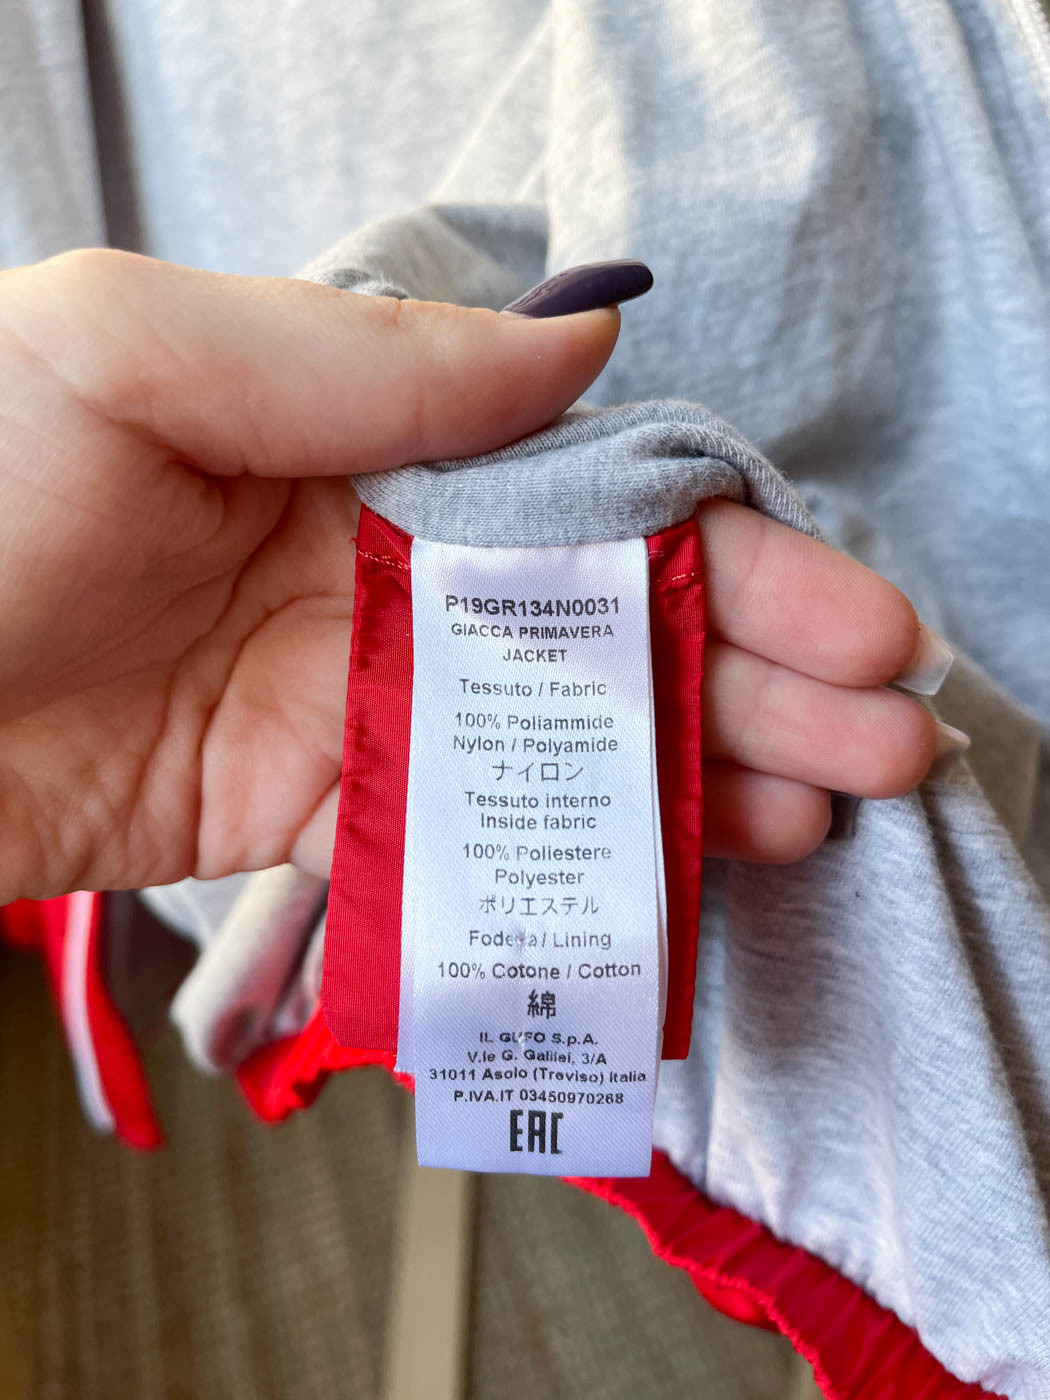 P19GR134N0031
GIACCA PRIMAVERA
JACKET
Tessuto / Fabric
100% Poliammide
Nylon / Polyamide
ナイロン
Tessuto interno
Inside fabric
100% Poliestere
Polyester
ポリエステル
Fodera / Lining
100% Cotone / Cotton
綿
IL GUFO S.p.A.
V.le G. Galilei, 3/A
31011 Asolo (Treviso) Italia
P.IVA.IT 03450970268
EAC